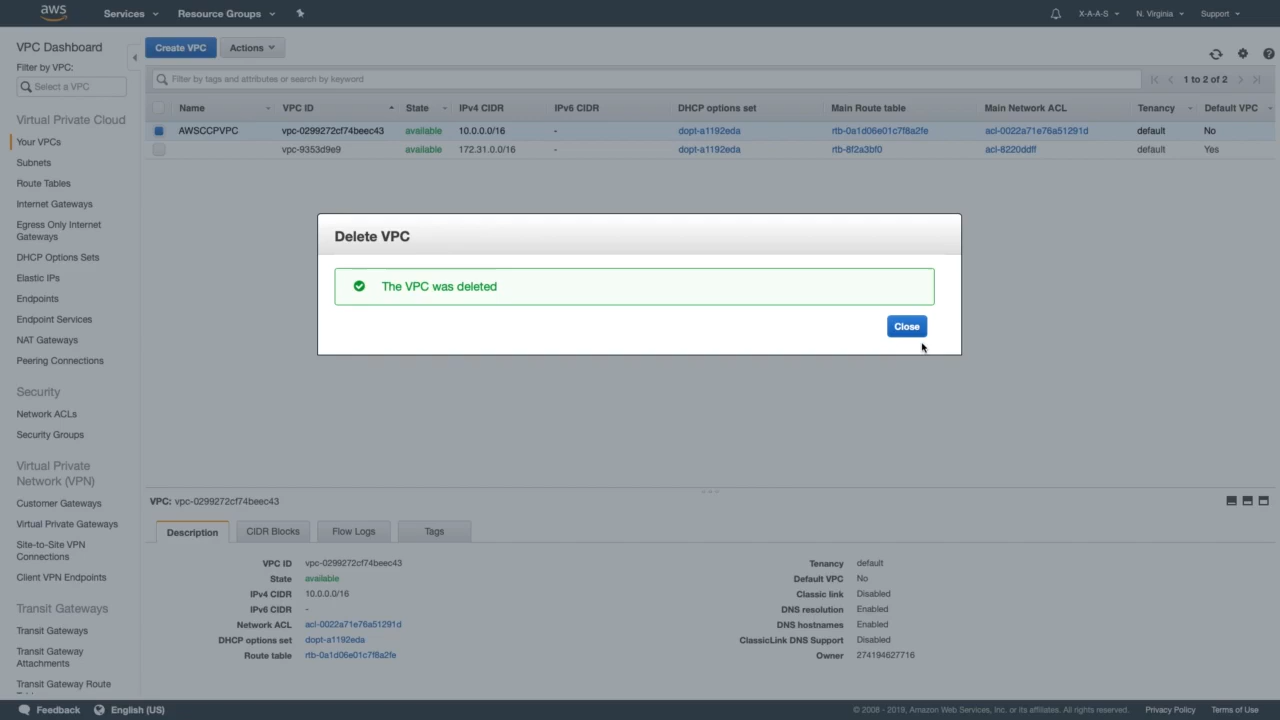 aws Services Resource Groups X-A-A-S N. Virginia Support
VPC Dashboard
Filter by VPC:
Select a VPC
Virtual Private Cloud
Your VPCs
Subnets
Route Tables
Internet Gateways
Egress Only Internet
Gateways
DHCP Options Sets
Elastic IPs
Endpoints
Endpoint Services
NAT Gateways
Peering Connections
Security
Network ACLs
Security Groups
Virtual Private
Network (VPN)
Customer Gateways
Virtual Private Gateways
Site-to-Site VPN
Connections
Client VPN Endpoints
Transit Gateways
Transit Gateways
Transit Gateway
Attachments
Transit Gateway Route
Create VPC Actions
Filter by tags and attributes or search by keyword 1 to 2 of 2
Name VPC ID State IPv4 CIDR IPv6 CIDR DHCP options set Main Route table Main Network ACL Tenancy Default VPC
AWSCCPVPC vpc-0299272cf74beec43 available 10.0.0.0/16 - dopt-a1192eda rtb-0a1d06e01c7f8a2fe acl-0022a71e76a51291d default No
vpc-9353d9e9 available 172.31.0.0/16 - dopt-a1192eda rtb-8f2a3bf0 acl-8220ddff default Yes
Delete VPC
The VPC was deleted
Close
VPC: vpc-0299272cf74beec43
Description CIDR Blocks Flow Logs Tags
VPC ID vpc-0299272cf74beec43 Tenancy default
State available Default VPC No
IPv4 CIDR 10.0.0.0/16 Classic link Disabled
IPv6 CIDR - DNS resolution Enabled
Network ACL acl-0022a71e76a51291d DNS hostnames Enabled
DHCP options set dopt-a1192eda ClassicLink DNS Support Disabled
Route table rtb-0a1d06e01c7f8a2fe Owner 274194627716
Feedback English (US) © 2008 - 2019, Amazon Web Services, Inc. or its affiliates. All rights reserved. Privacy Policy Terms of Use